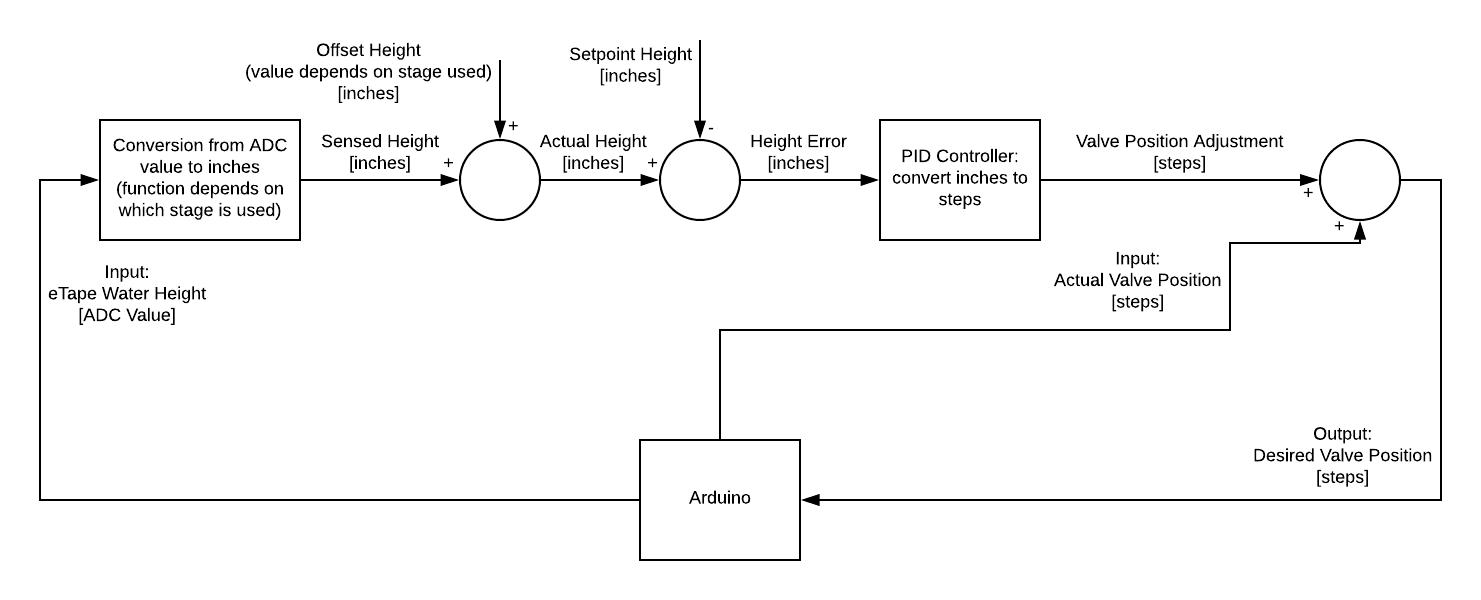 Offset Height
(value depends on stage used)
[inches]
Setpoint Height
[inches]
+
-
Conversion from ADC
value to inches
(function depends on
which stage is used)
Sensed Height
[inches]
+
Actual Height
[inches]
+
Height Error
[inches]
PID Controller:
convert inches to
steps
Valve Position Adjustment
[steps]
+
+
Input:
eTape Water Height
[ADC Value]
Input:
Actual Valve Position
[steps]
Output:
Desired Valve Position
[steps]
Arduino